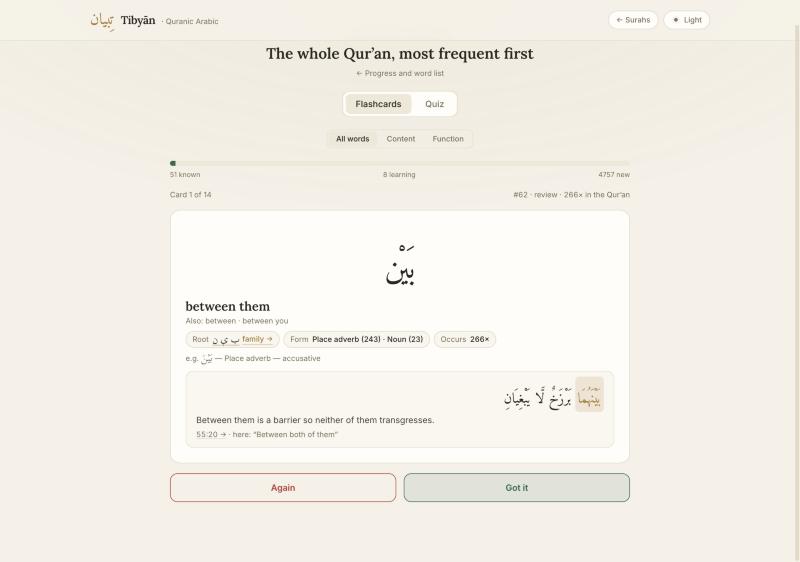 تِبيان Tibyān · Quranic Arabic ← Surahs Light
The whole Qur’an, most frequent first
← Progress and word list
Flashcards Quiz
All words Content Function
51 known 8 learning 4757 new
Card 1 of 14 #62 · review · 266× in the Qur’an
بَيْن
between them
Also: between · between you
Root ب ي ن family → Form Place adverb (243) · Noun (23) Occurs 266×
e.g. بَيْنَ — Place adverb — accusative
بَيْنَهُمَا بَرْزَخٌ لَّا يَبْغِيَانِ
Between them is a barrier so neither of them transgresses.
55:20 → · here: “Between both of them”
Again Got it